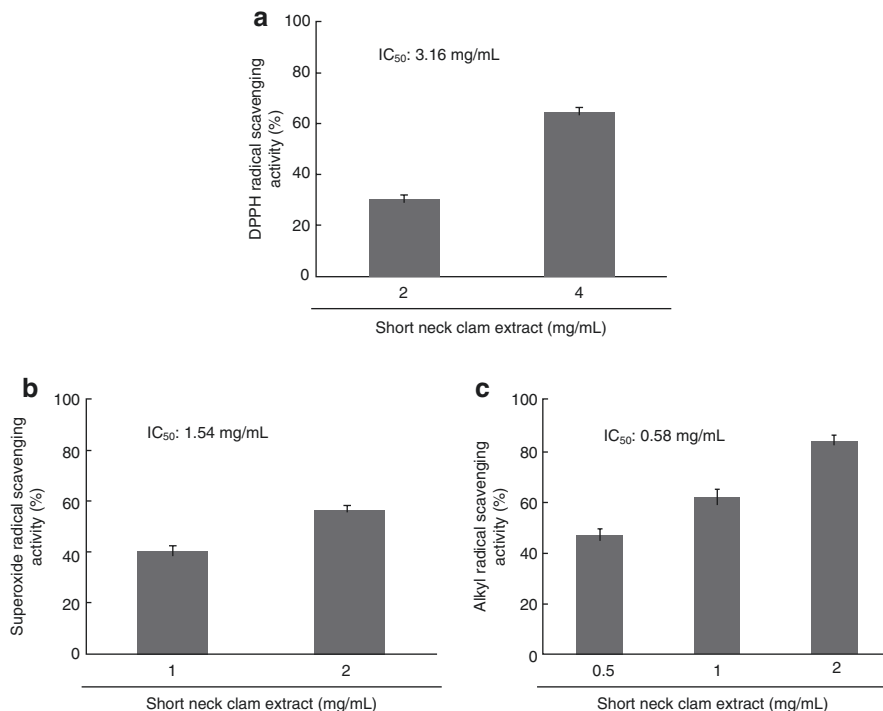 a
100
80
60
40
20
0
DPPH radical scavenging
activity (%)
IC50: 3.16 mg/mL
2 4
Short neck clam extract (mg/mL)
b
100
80
60
40
20
0
Superoxide radical scavenging
activity (%)
IC50: 1.54 mg/mL
1 2
Short neck clam extract (mg/mL)
c
100
80
60
40
20
0
Alkyl radical scavenging
activity (%)
IC50: 0.58 mg/mL
0.5 1 2
Short neck clam extract (mg/mL)